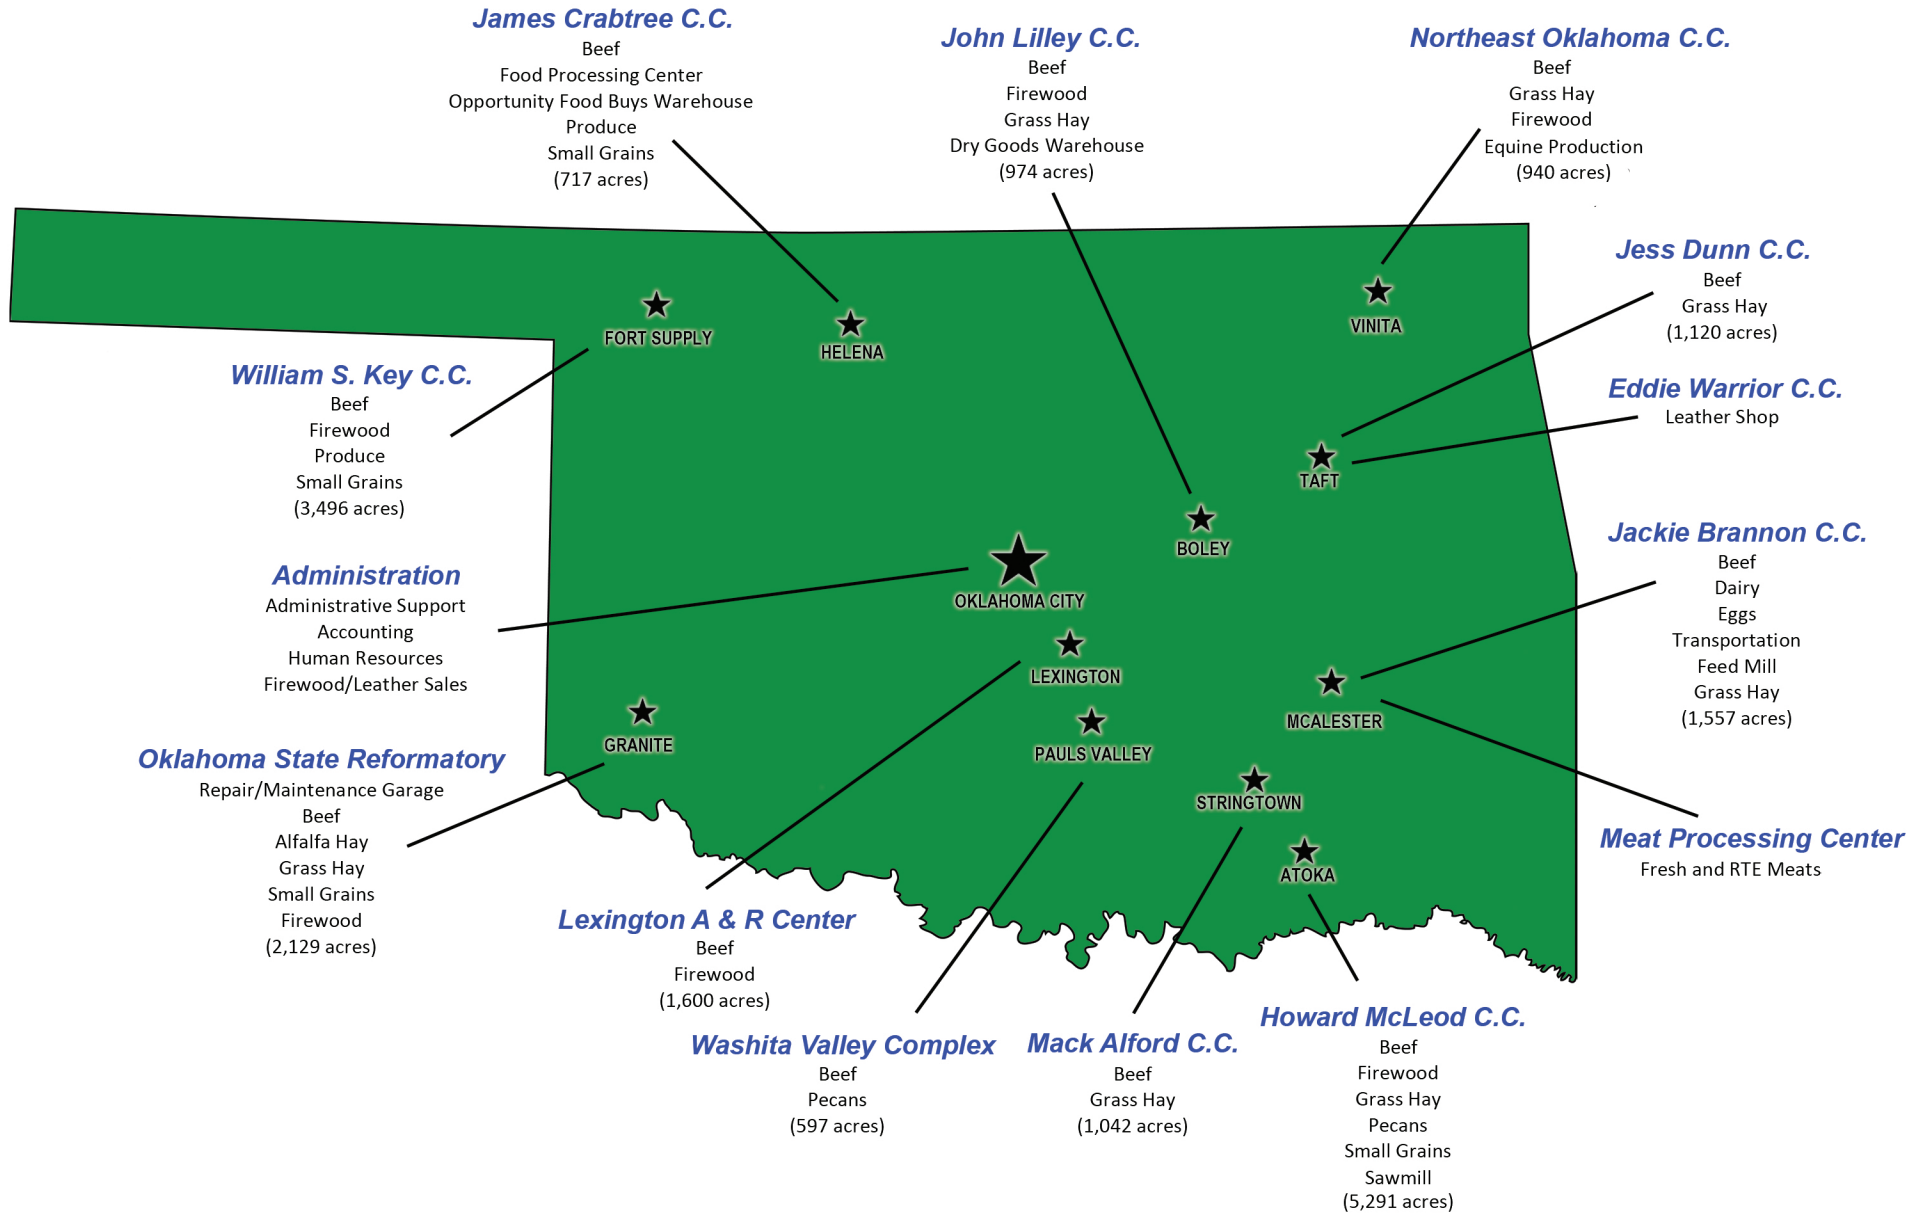 James Crabtree C.C.
Beef
Food Processing Center
Opportunity Food Buys Warehouse
Produce
Small Grains
(717 acres)
John Lilley C.C.
Beef
Firewood
Grass Hay
Dry Goods Warehouse
(974 acres)
Northeast Oklahoma C.C.
Beef
Grass Hay
Firewood
Equine Production
(940 acres)
Jess Dunn C.C.
Beef
Grass Hay
(1,120 acres)
Eddie Warrior C.C.
Leather Shop
FORT SUPPLY
HELENA
VINITA
TAFT
BOLEY
OKLAHOMA CITY
LEXINGTON
PAULS VALLEY
GRANITE
MCALESTER
STRINGTOWN
ATOKA
William S. Key C.C.
Beef
Firewood
Produce
Small Grains
(3,496 acres)
Administration
Administrative Support
Accounting
Human Resources
Firewood/Leather Sales
Oklahoma State Reformatory
Repair/Maintenance Garage
Beef
Alfalfa Hay
Grass Hay
Small Grains
Firewood
(2,129 acres)
Jackie Brannon C.C.
Beef
Dairy
Eggs
Transportation
Feed Mill
Grass Hay
(1,557 acres)
Meat Processing Center
Fresh and RTE Meats
Lexington A & R Center
Beef
Firewood
(1,600 acres)
Washita Valley Complex
Beef
Pecans
(597 acres)
Mack Alford C.C.
Beef
Grass Hay
(1,042 acres)
Howard McLeod C.C.
Beef
Firewood
Grass Hay
Pecans
Small Grains
Sawmill
(5,291 acres)